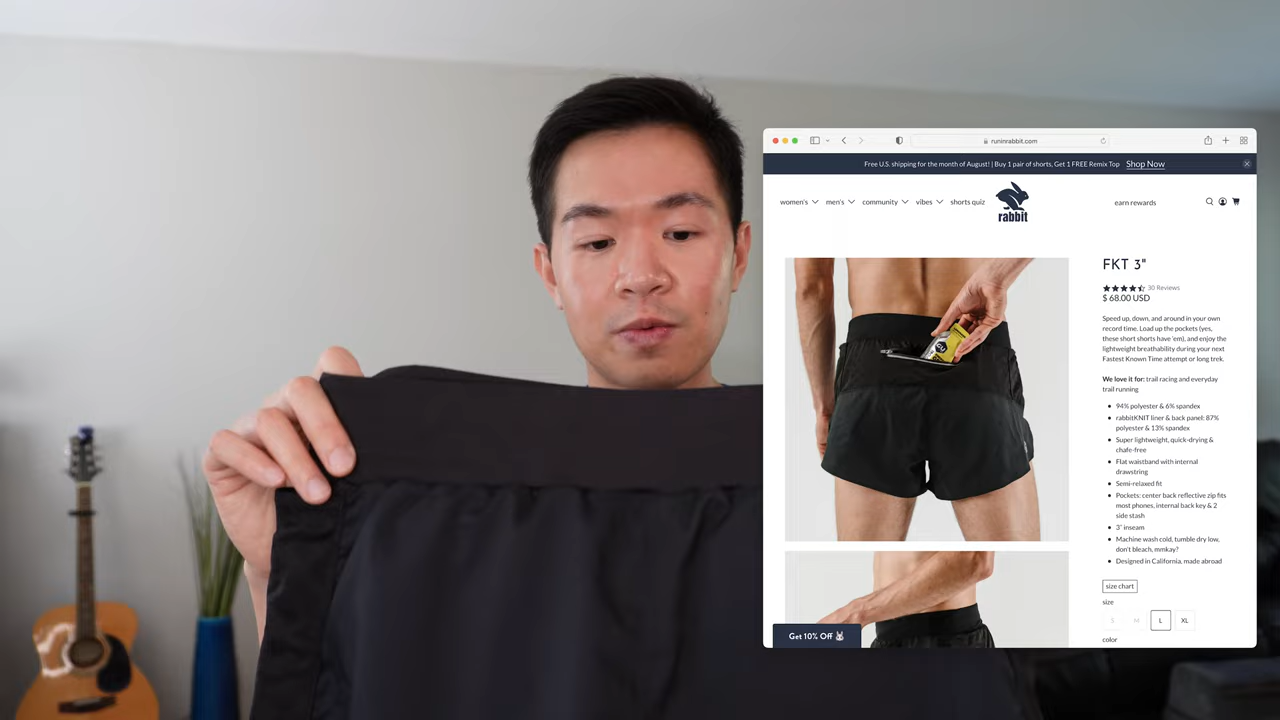 runinrabbit.com
Free U.S. shipping for the month of August! | Buy 1 pair of shorts, Get 1 FREE Remix Top Shop Now
women's men's community vibes shorts quiz
rabbit
earn rewards
FKT 3"
30 Reviews
$ 68.00 USD
Speed up, down, and around in your own
record time. Load up the pockets (yes,
these short shorts have 'em), and enjoy the
lightweight breathability during your next
Fastest Known Time attempt or long trek.
We love it for: trail racing and everyday
trail running
94% polyester & 6% spandex
rabbitKNIT liner & back panel: 87%
polyester & 13% spandex
Super lightweight, quick-drying &
chafe-free
Flat waistband with internal
drawstring
Semi-relaxed fit
Pockets: center back reflective zip fits
most phones, internal back key & 2
side stash
3" inseam
Machine wash cold, tumble dry low,
don't bleach, mmkay?
Designed in California, made abroad
size chart
size
S M L XL
color
GU
Get 10% Off